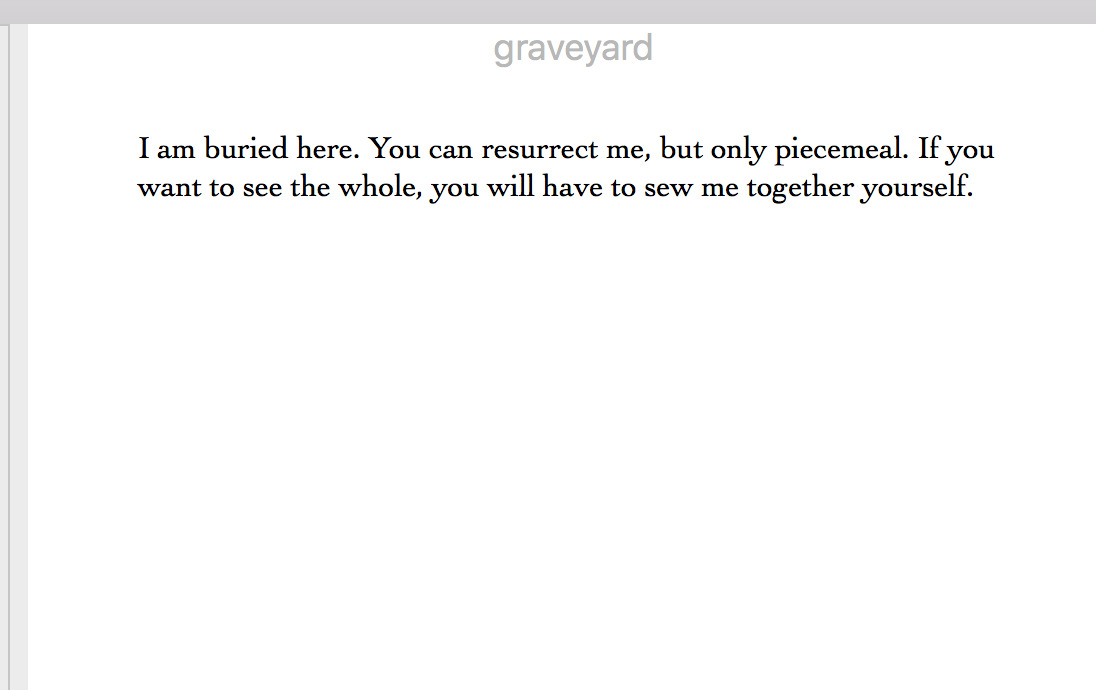 graveyard
I am buried here. You can resurrect me, but only piecemeal. If you
want to see the whole, you will have to sew me together yourself.